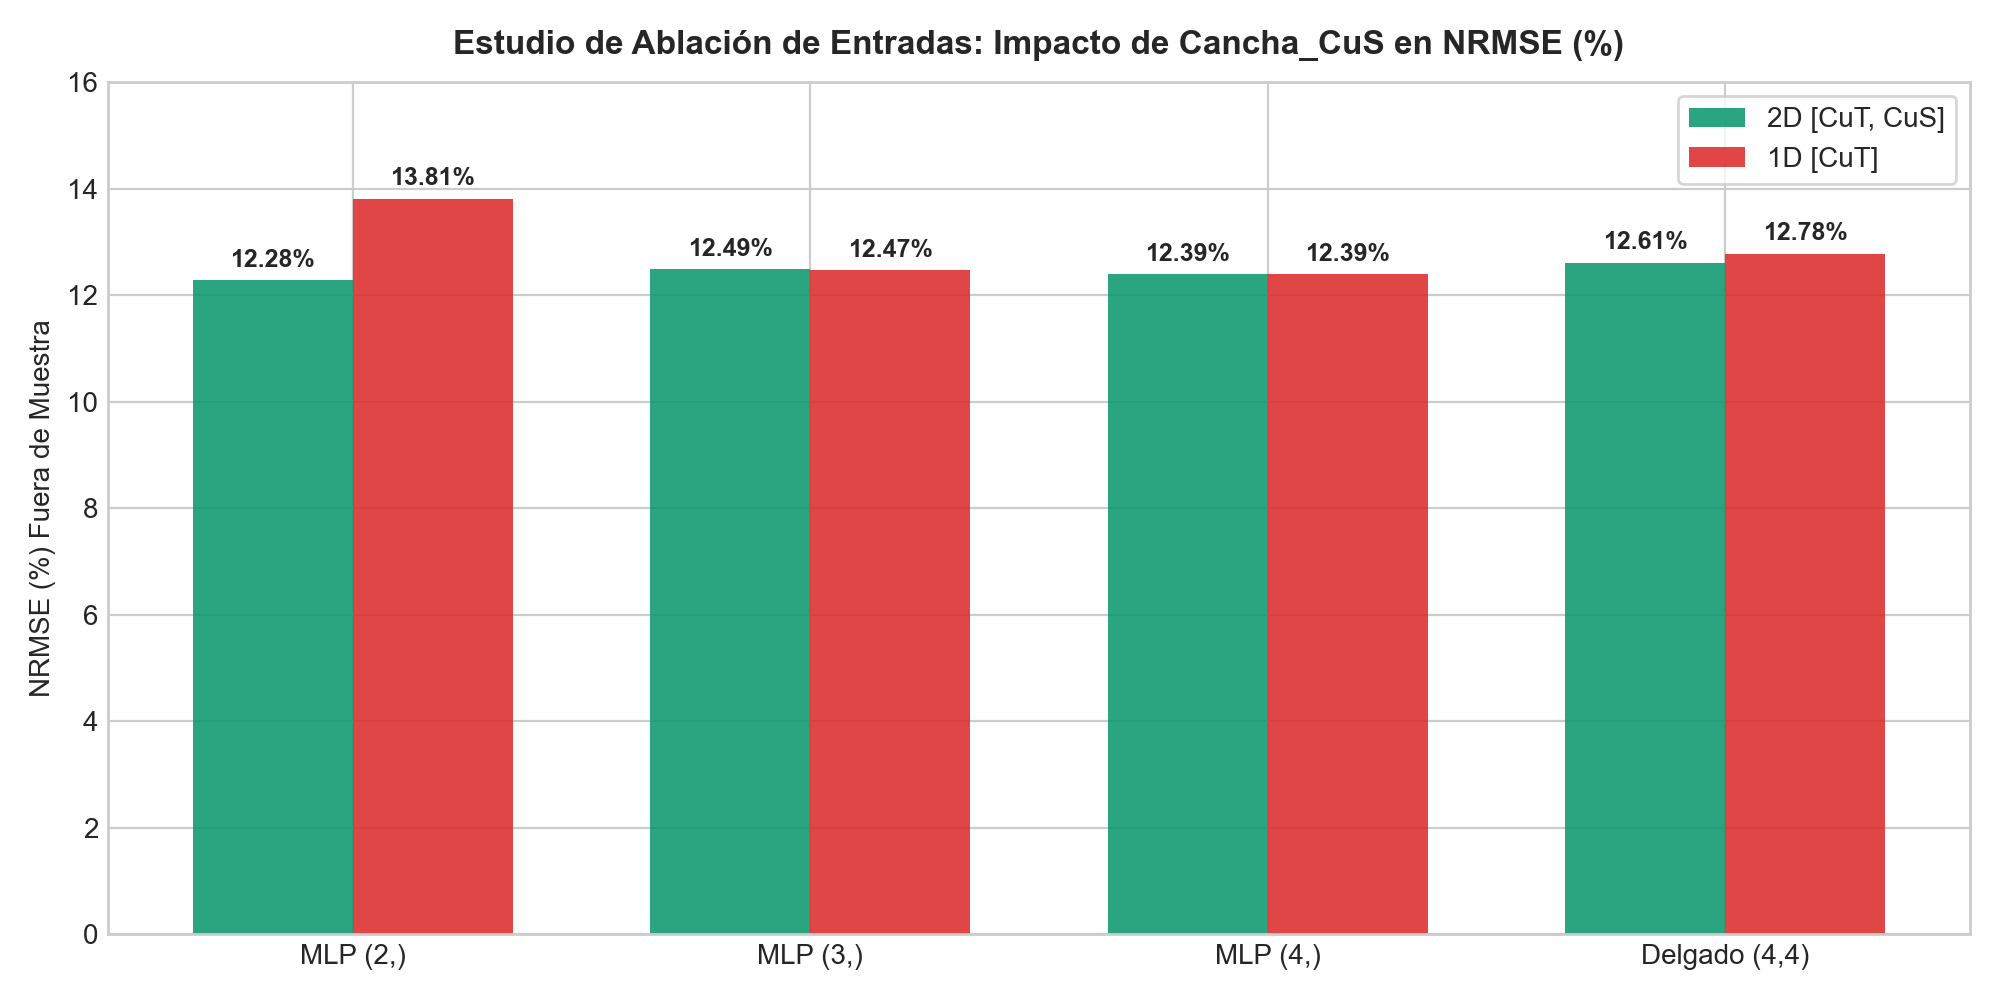 Estudio de Ablación de Entradas: Impacto de Cancha_CuS en NRMSE (%)
NRMSE (%) Fuera de Muestra
16
14
12
10
8
6
4
2
0
2D [CuT, CuS]
1D [CuT]
12.28%
13.81%
12.49%
12.47%
12.39%
12.39%
12.61%
12.78%
MLP (2,)
MLP (3,)
MLP (4,)
Delgado (4,4)